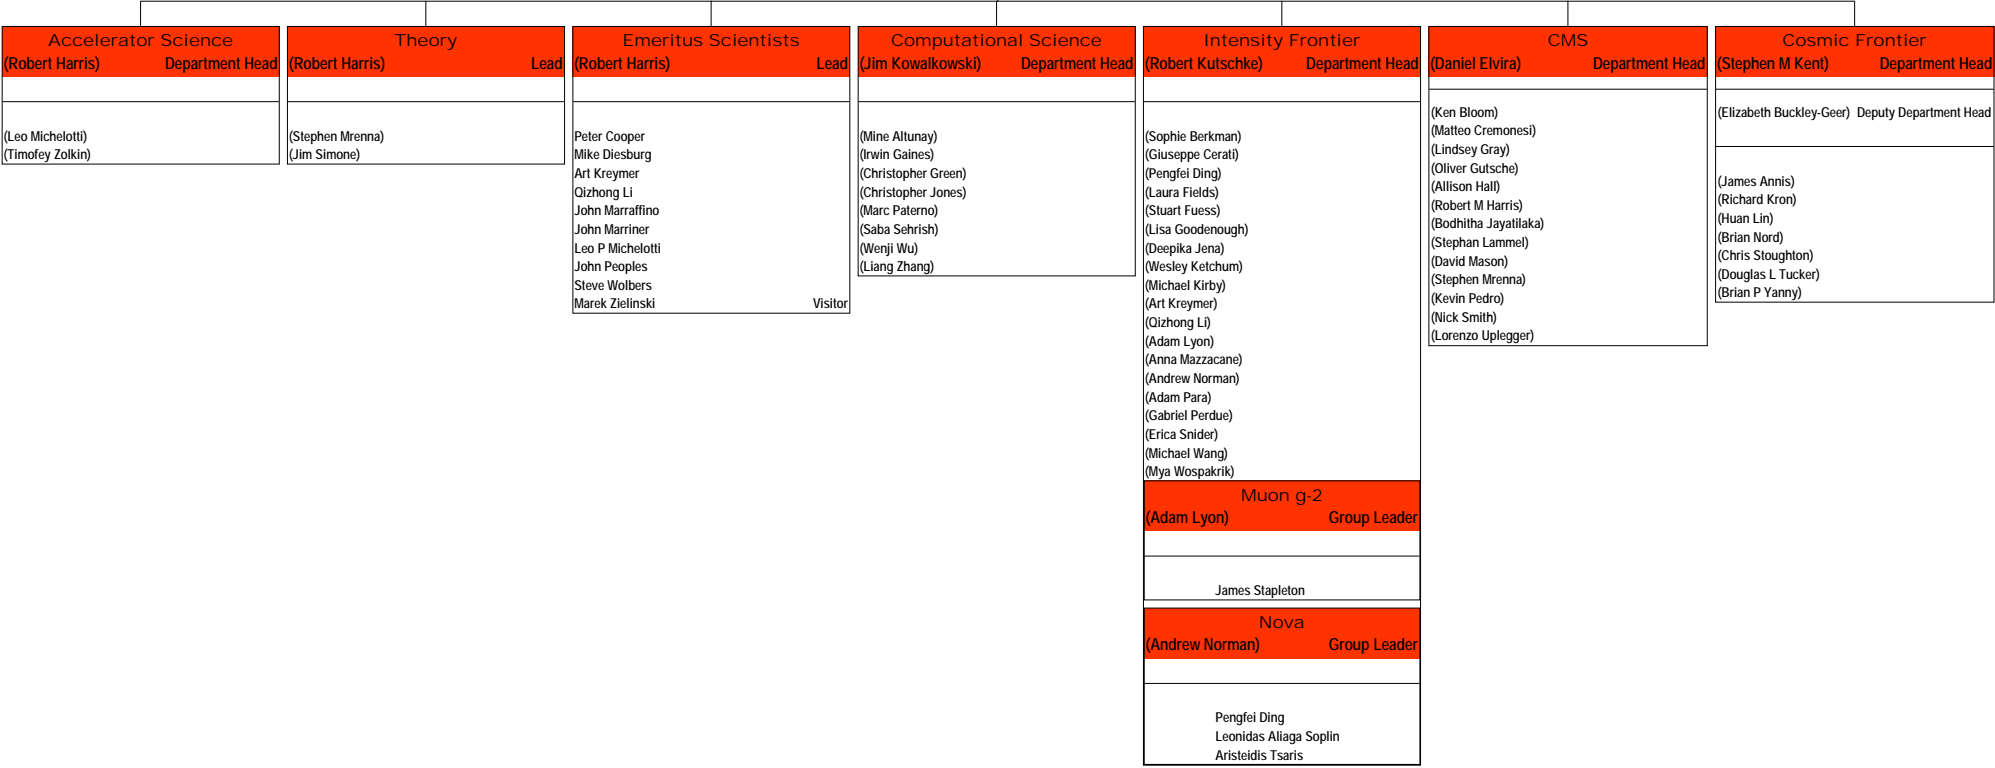 Accelerator Science
(Robert Harris) Department Head
(Leo Michelotti)
(Timofey Zolkin)
Theory
(Robert Harris) Lead
(Stephen Mrenna)
(Jim Simone)
Emeritus Scientists
(Robert Harris) Lead
Peter Cooper
Mike Diesburg
Art Kreymer
Qizhong Li
John Marraffino
John Marriner
Leo P Michelotti
John Peoples
Steve Wolbers
Marek Zielinski Visitor
Computational Science
(Jim Kowalkowski) Department Head
(Mine Altunay)
(Irwin Gaines)
(Christopher Green)
(Christopher Jones)
(Marc Paterno)
(Saba Sehrish)
(Wenji Wu)
(Liang Zhang)
Intensity Frontier
(Robert Kutschke) Department Head
(Sophie Berkman)
(Giuseppe Cerati)
(Pengfei Ding)
(Laura Fields)
(Stuart Fuess)
(Lisa Goodenough)
(Deepika Jena)
(Wesley Ketchum)
(Michael Kirby)
(Art Kreymer)
(Qizhong Li)
(Adam Lyon)
(Anna Mazzacane)
(Andrew Norman)
(Adam Para)
(Gabriel Perdue)
(Erica Snider)
(Michael Wang)
(Mya Wospakrik)
Muon g-2
(Adam Lyon) Group Leader
James Stapleton
Nova
(Andrew Norman) Group Leader
Pengfei Ding
Leonidas Aliaga Soplin
Aristeidis Tsaris
CMS
(Daniel Elvira) Department Head
(Ken Bloom)
(Matteo Cremonesi)
(Lindsey Gray)
(Oliver Gutsche)
(Allison Hall)
(Robert M Harris)
(Bodhitha Jayatilaka)
(Stephan Lammel)
(David Mason)
(Stephen Mrenna)
(Kevin Pedro)
(Nick Smith)
(Lorenzo Uplegger)
Cosmic Frontier
(Stephen M Kent) Department Head
(Elizabeth Buckley-Geer) Deputy Department Head
(James Annis)
(Richard Kron)
(Huan Lin)
(Brian Nord)
(Chris Stoughton)
(Douglas L Tucker)
(Brian P Yanny)